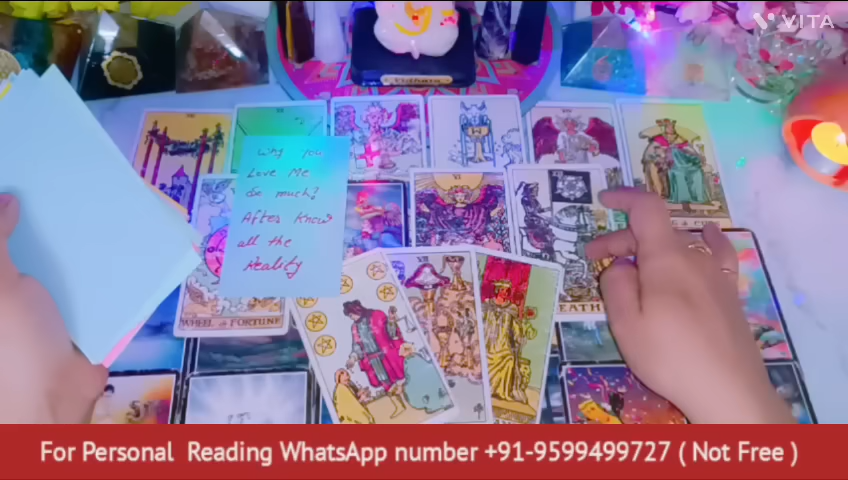 VITA
Why you
Love Me
so much?
After Know
all the
Reality
WHEEL of FORTUNE
DEATH
For Personal Reading WhatsApp number +91-9599499727 ( Not Free )